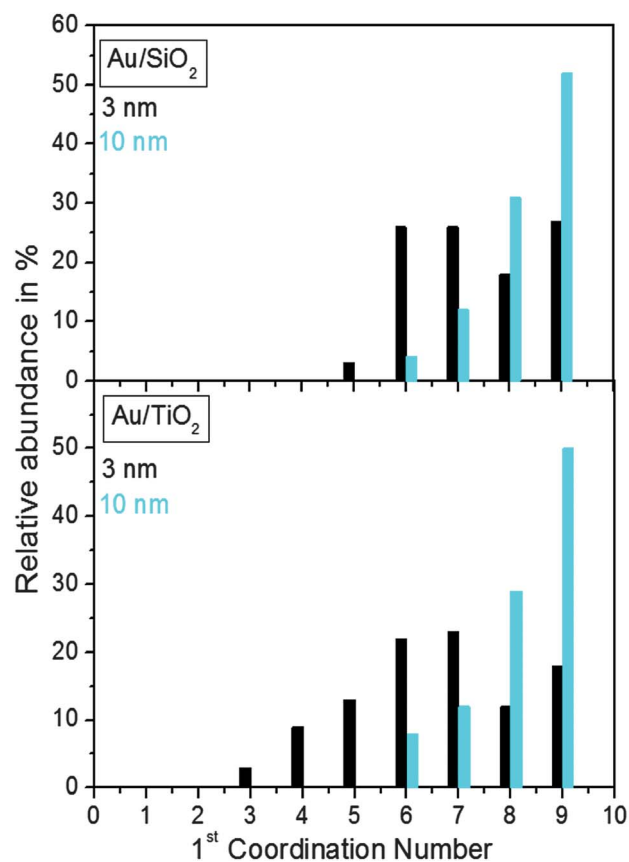 60
Au/SiO₂
50
3 nm
10 nm
40
30
20
10
0
Relative abundance in %
Au/TiO₂
50
3 nm
10 nm
40
30
20
10
0
0 1 2 3 4 5 6 7 8 9 10
1ˢᵗ Coordination Number